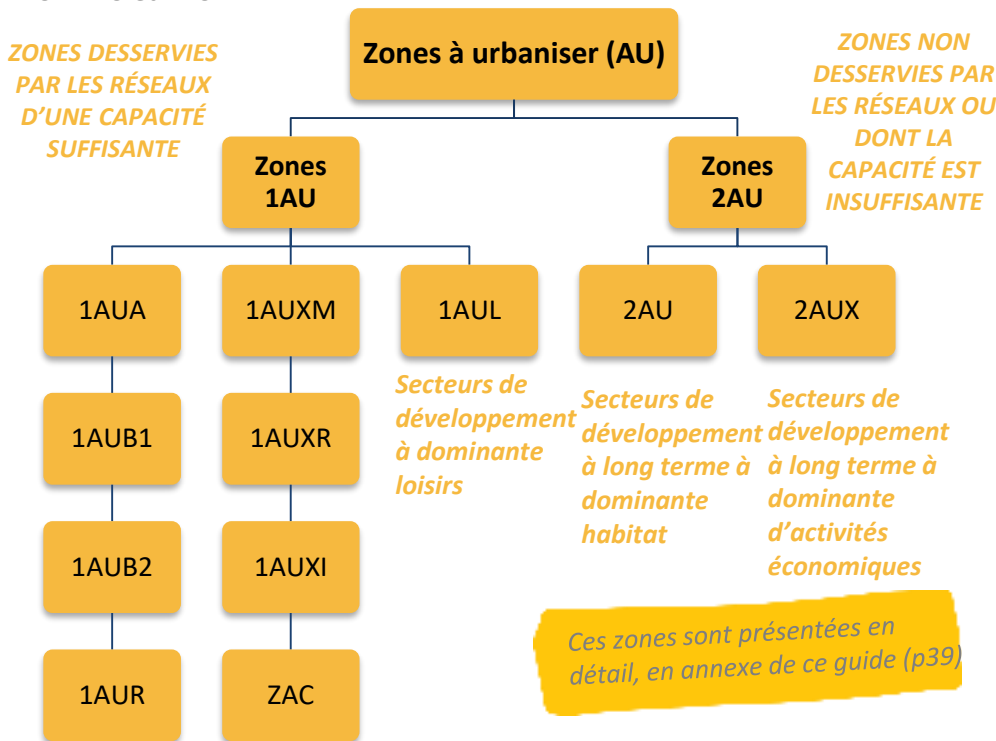 Zones à urbaniser (AU)
ZONES DESSERVIES
PAR LES RÉSEAUX
D'UNE CAPACITÉ
SUFFISANTE
ZONES NON
DESSERVIES PAR
LES RÉSEAUX OU
DONT LA
CAPACITÉ EST
INSUFFISANTE
Zones
1AU
Zones
2AU
1AUA
1AUXM
1AUL
2AU
2AUX
Secteurs de
développement
à dominante
loisirs
Secteurs de
développement
à long terme à
dominante
habitat
Secteurs de
développement
à long terme à
dominante
d'activités
économiques
1AUB1
1AUXR
1AUB2
1AUXI
1AUR
ZAC
Ces zones sont présentées en
détail, en annexe de ce guide (p39)